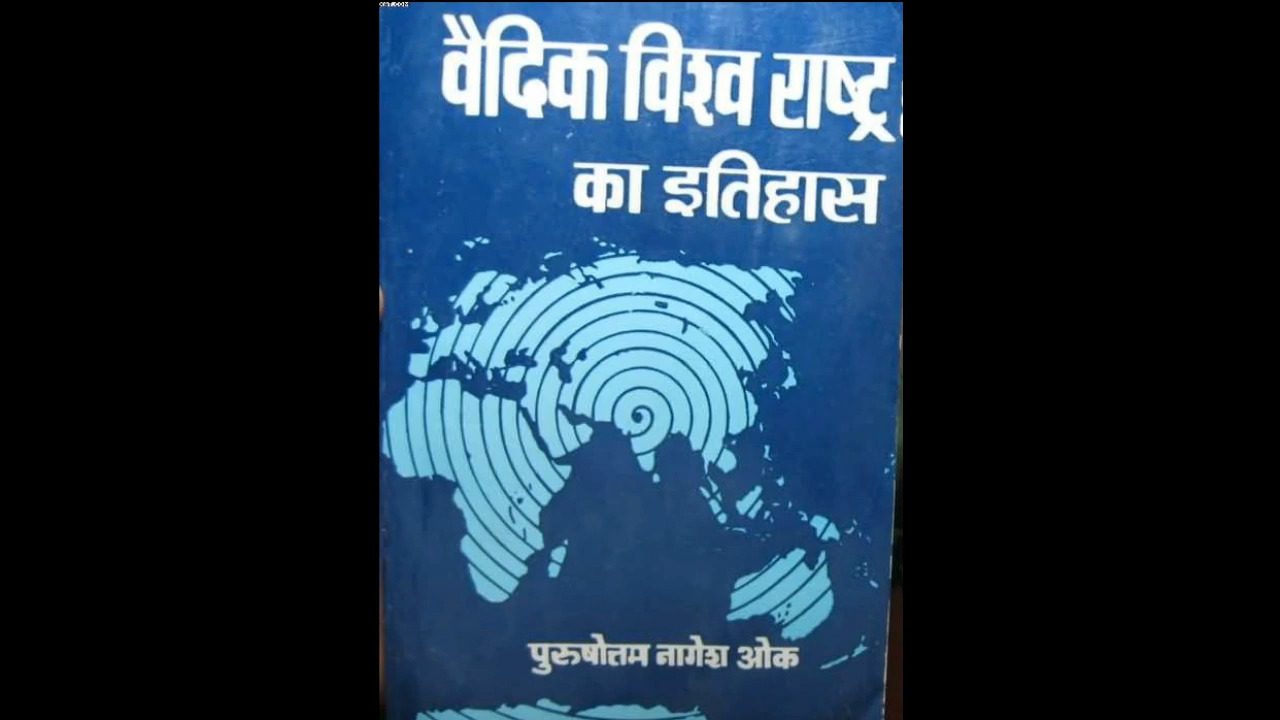 वैदिक विश्व राष्ट्र
का इतिहास
पुरुषोत्तम नागेश ओक